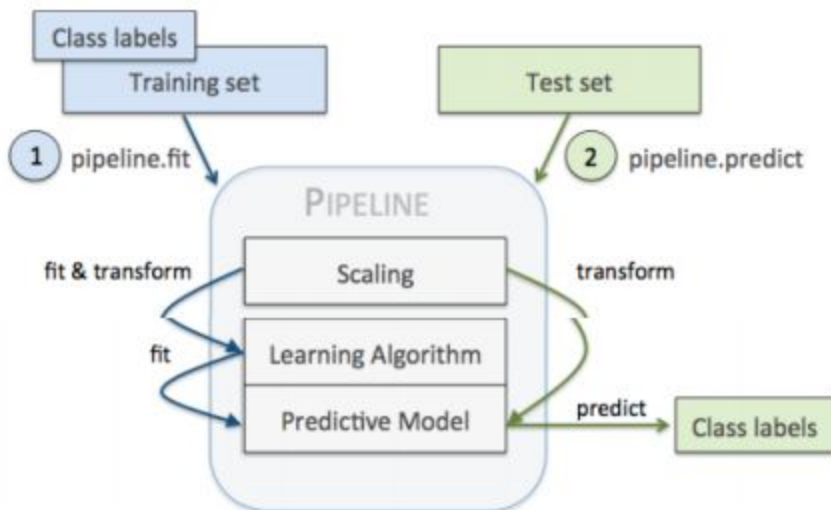 Class labels
Training set
Test set
1 pipeline.fit
2 pipeline.predict
PIPELINE
fit & transform
Scaling
transform
fit
Learning Algorithm
Predictive Model
predict
Class labels